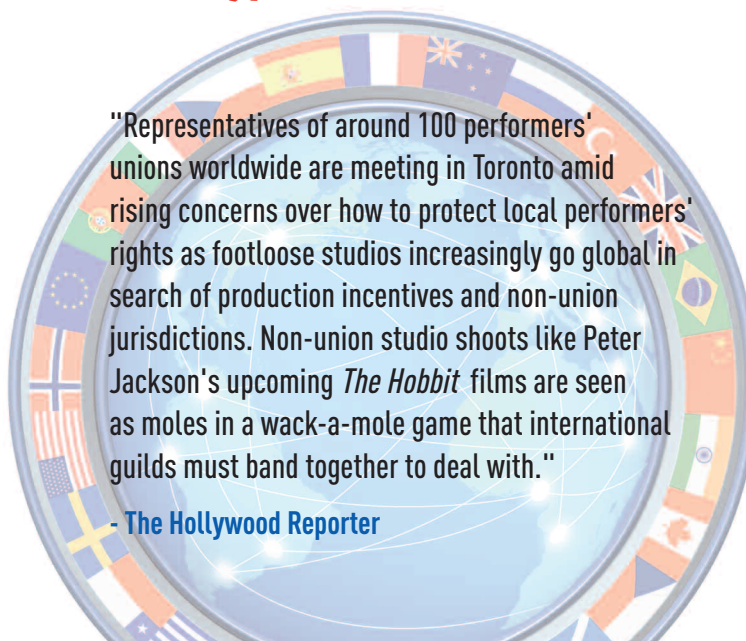 "Representatives of around 100 performers'
unions worldwide are meeting in Toronto amid
rising concerns over how to protect local performers'
rights as footloose studios increasingly go global in
search of production incentives and non-union
jurisdictions. Non-union studio shoots like Peter
Jackson's upcoming The Hobbit films are seen
as moles in a wack-a-mole game that international
guilds must band together to deal with."
- The Hollywood Reporter